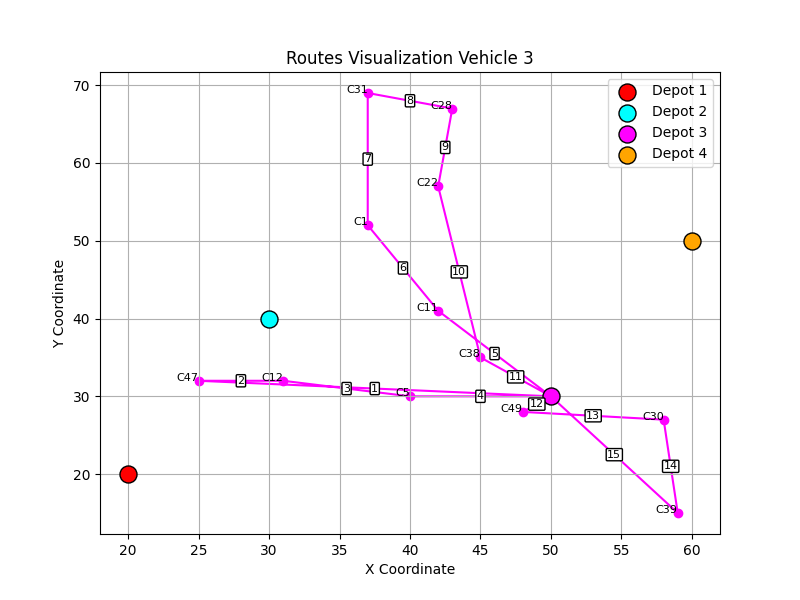 Routes Visualization Vehicle 3
Depot 1
Depot 2
Depot 3
Depot 4
Y Coordinate
70
60
50
40
30
20
C31
8
C28
9
7
C22
C1
6
10
C11
C38
5
11
C47
2
C12
3
1
C5
4
12
C49
13
C30
15
14
C39
20
25
30
35
40
45
50
55
60
X Coordinate